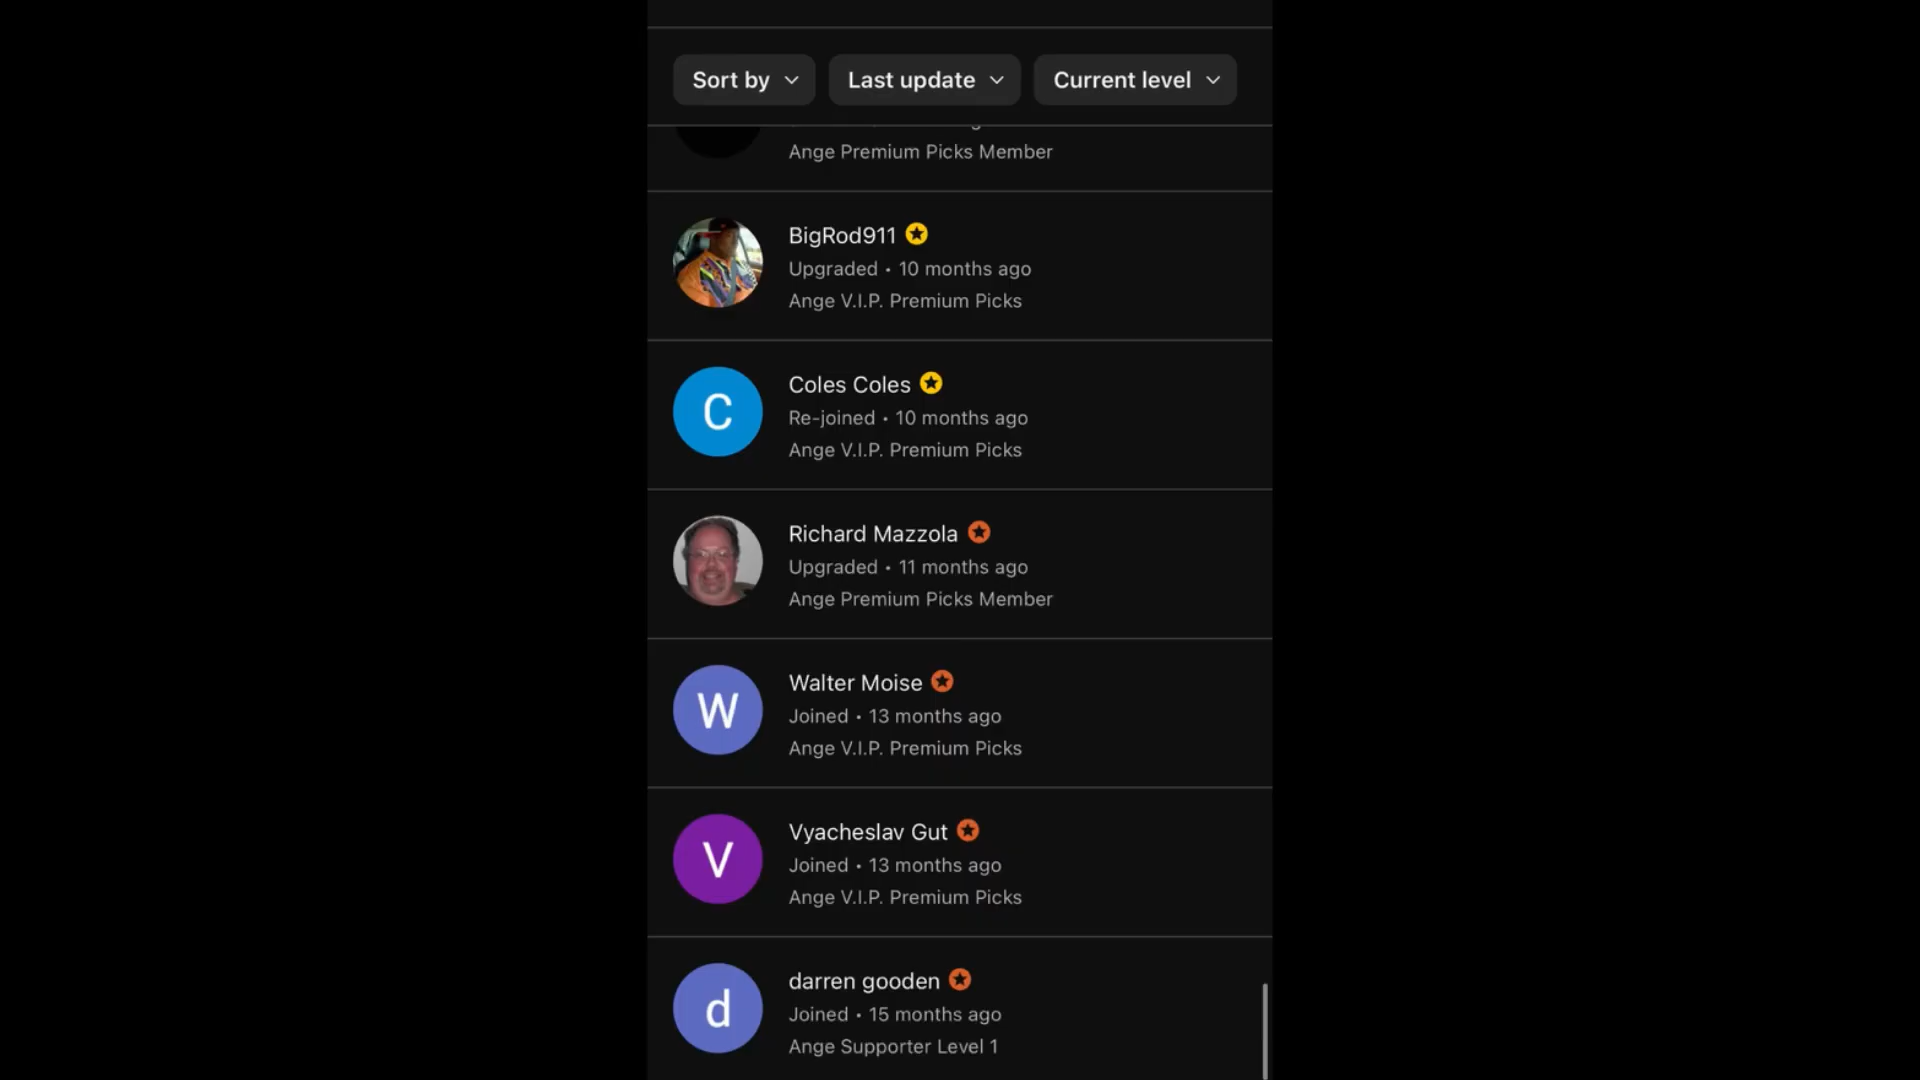 Sort by
Last update
Current level
Ange Premium Picks Member
BigRod911
Upgraded • 10 months ago
Ange V.I.P. Premium Picks
C
Coles Coles
Re-joined • 10 months ago
Ange V.I.P. Premium Picks
Richard Mazzola
Upgraded • 11 months ago
Ange Premium Picks Member
W
Walter Moise
Joined • 13 months ago
Ange V.I.P. Premium Picks
V
Vyacheslav Gut
Joined • 13 months ago
Ange V.I.P. Premium Picks
d
darren gooden
Joined • 15 months ago
Ange Supporter Level 1